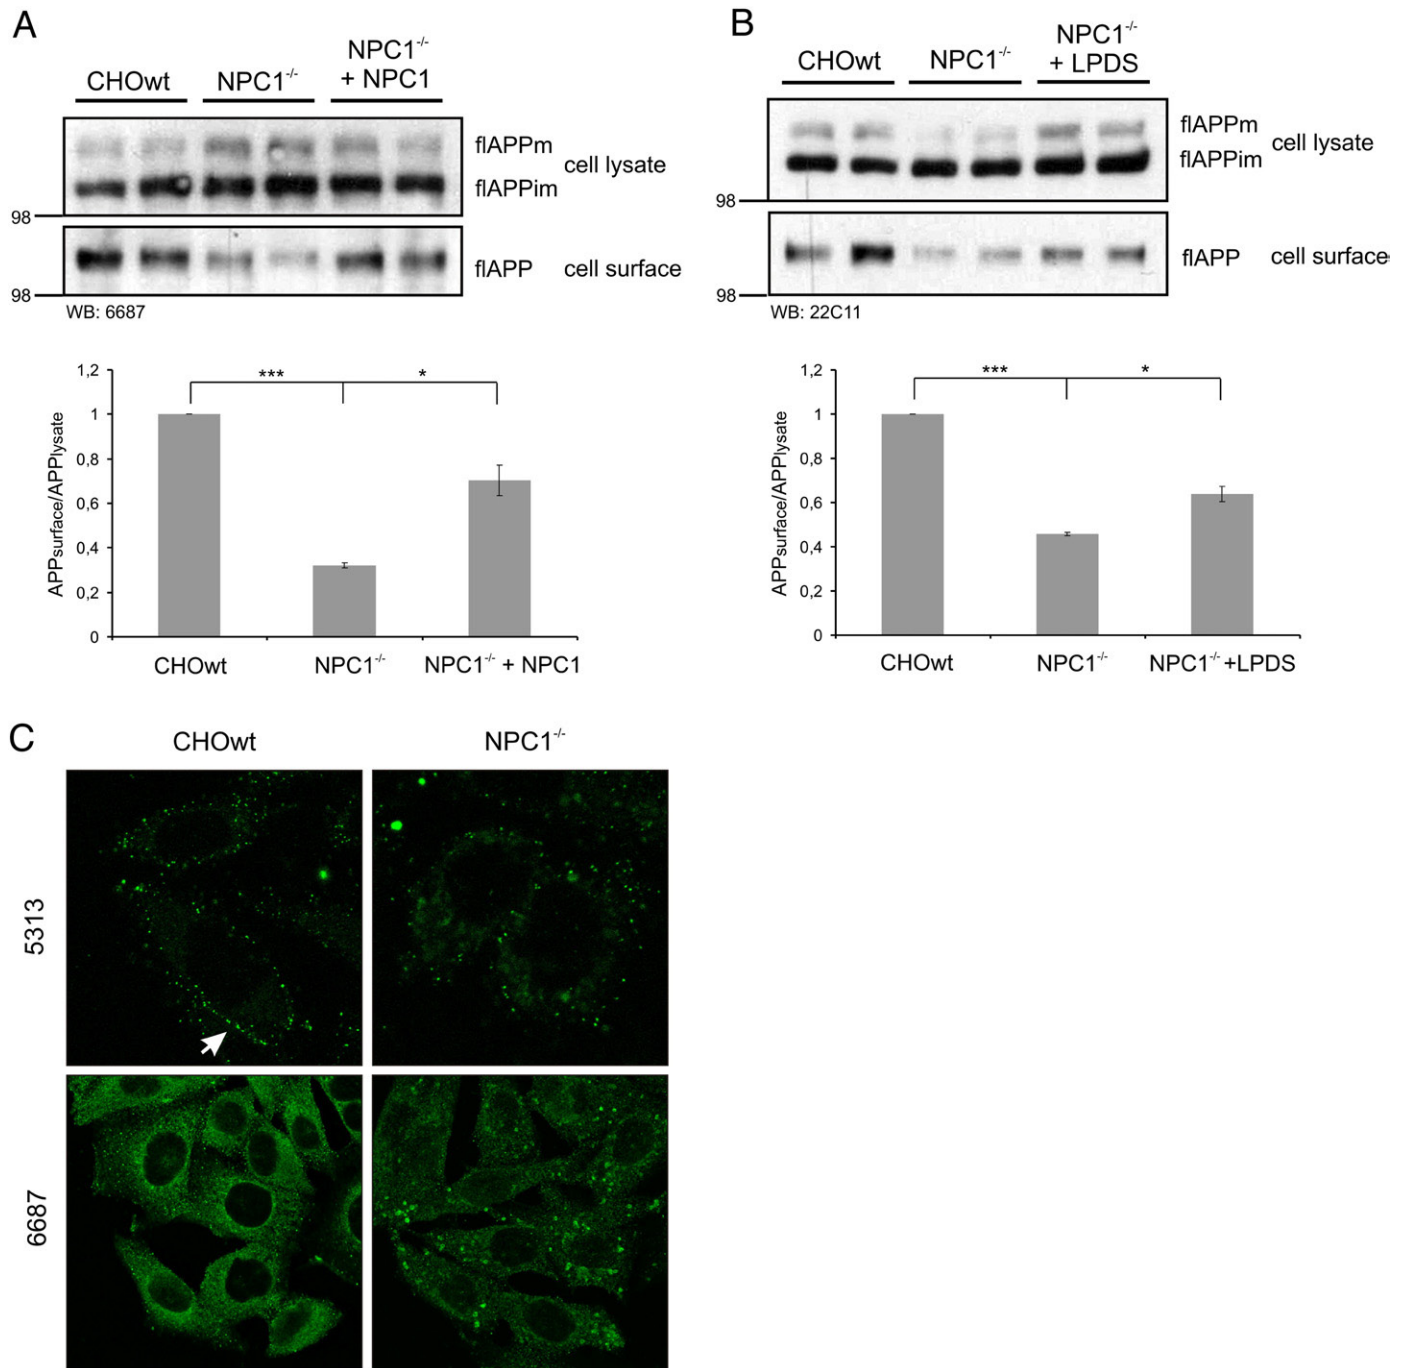 A
CHOwt
NPC1-/-
NPC1-/-
+ NPC1
flAPPm
cell lysate
flAPPim
98
flAPP
cell surface
98
WB: 6687
1,2
1
0,8
0,6
0,4
0,2
0
APPsurface/APPlysate
***
*
CHOwt
NPC1-/-
NPC1-/- + NPC1
B
CHOwt
NPC1-/-
NPC1-/-
+ LPDS
flAPPm
cell lysate
flAPPim
98
flAPP
cell surface
98
WB: 22C11
1,2
1
0,8
0,6
0,4
0,2
0
APPsurface/APPlysate
***
*
CHOwt
NPC1-/-
NPC1-/- +LPDS
C
CHOwt
NPC1-/-
5313
6687